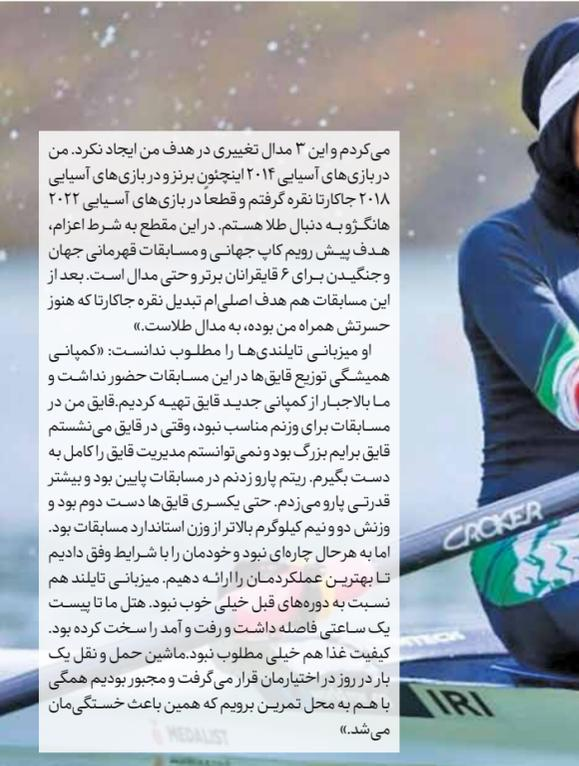 می‌کردم و این ۳ مدال تغییری در هدف من ایجاد نکرد. من
در بازی‌های آسیایی ۲۰۱۴ اینچئون برنز و در بازی‌های آسیایی
۲۰۱۸ جاکارتا نقره گرفتم و قطعاً در بازی‌های آسیایی ۲۰۲۲
هانگژو به دنبال طلا هستم. در این مقطع به شرط اعزام،
هدف پیش رویم کاپ جهانی و مسابقات قهرمانی جهان
و جنگیدن برای ۶ قایقرانان برتر و حتی مدال است. بعد از
این مسابقات هم هدف اصلی‌ام تبدیل نقره جاکارتا که هنوز
حسرتش همراه من بوده، به مدال طلاست.»
او میزبانی تایلندی‌ها را مطلوب ندانست: «کمپانی
همیشگی توزیع قایق‌ها در این مسابقات حضور نداشت و
ما بالاجبار از کمپانی جدید قایق تهیه کردیم.قایق من در
مسابقات برای وزنم مناسب نبود، وقتی در قایق می‌نشستم
قایق برایم بزرگ بود و نمی‌توانستم مدیریت قایق را کامل به
دست بگیرم. ریتم پارو زدنم در مسابقات پایین بود و بیشتر
قدرتی پارو می‌زدم. حتی یکسری قایق‌ها دست دوم بود و
وزنش دو و نیم کیلوگرم بالاتر از وزن استاندارد مسابقات بود.
اما به هرحال چاره‌ای نبود و خودمان را با شرایط وفق دادیم
تا بهترین عملکردمان را ارائه دهیم. میزبانی تایلند هم
نسبت به دوره‌های قبل خیلی خوب نبود. هتل ما تا پیست
یک ساعتی فاصله داشت و رفت و آمد را سخت کرده بود.
کیفیت غذا هم خیلی مطلوب نبود.ماشین حمل و نقل یک
بار در روز در اختیارمان قرار می‌گرفت و مجبور بودیم همگی
با هم به محل تمرین برویم که همین باعث خستگی‌مان
می‌شد.»
CROKER
IRI
MEDALIST